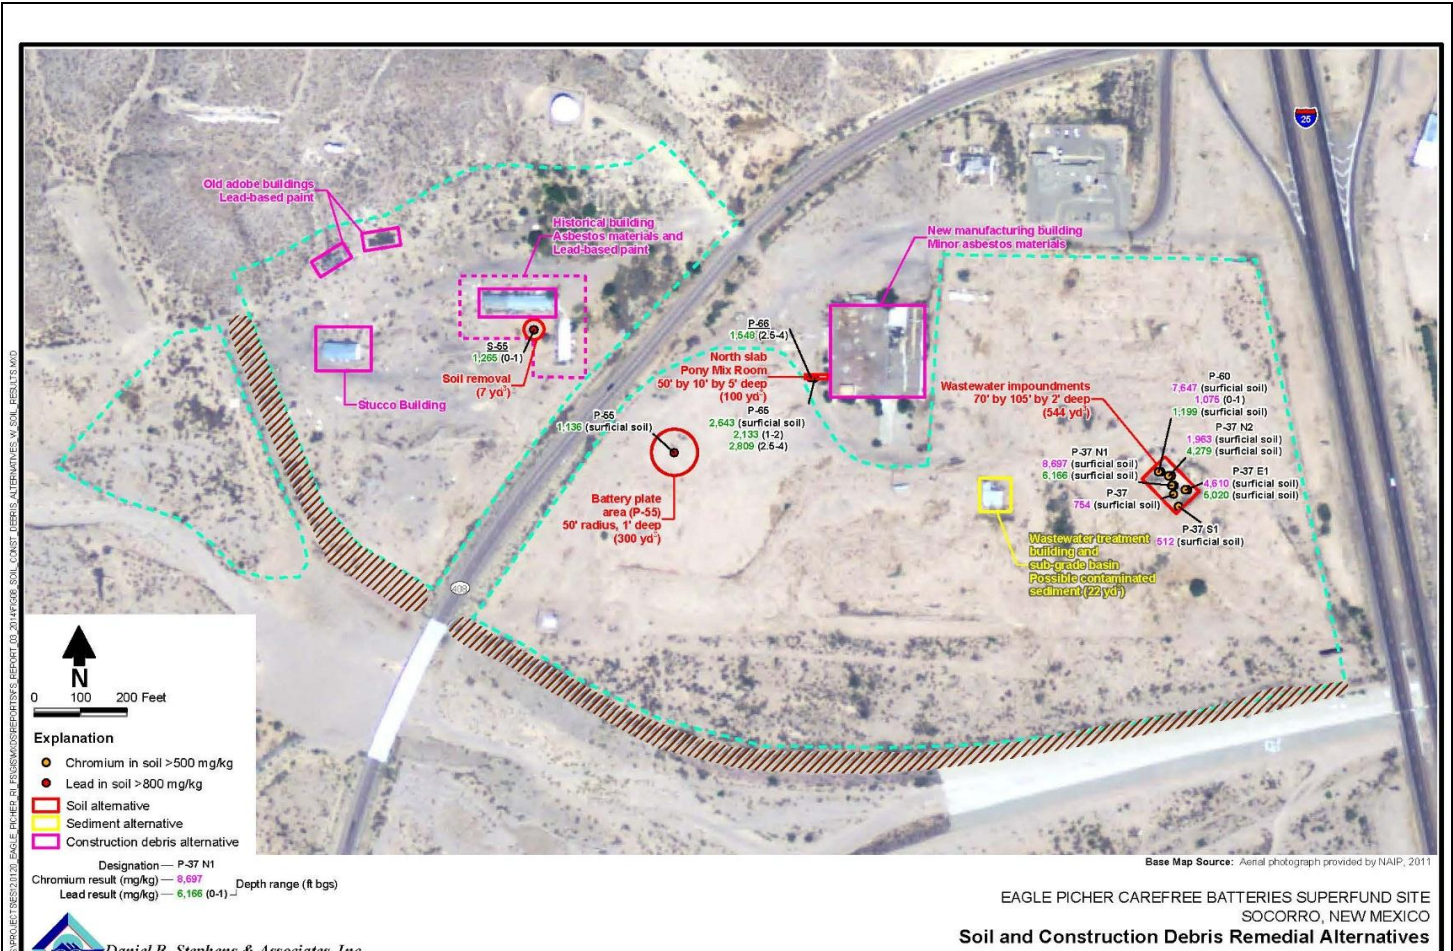 25
Old adobe buildings
Lead-based paint
Historical building
Asbestos materials and
Lead-based paint
New manufacturing building
Minor asbestos materials
S-55
1,265 (0-1)
Soil removal
(7 yd³)
Stucco Building
P-66
1,548 (2.5-4)
North slab
Pony Mix Room
50' by 10' by 5' deep
(100 yd³)
P-65
2,643 (surficial soil)
2,133 (1-2)
2,809 (2.5-4)
P-55
1,136 (surficial soil)
Battery plate
area (P-55)
50' radius, 1' deep
(300 yd³)
Wastewater impoundments
70' by 105' by 2' deep
(544 yd³)
P-60
7,647 (surficial soil)
1,075 (0-1)
1,199 (surficial soil)
P-37 N2
1,963 (surficial soil)
4,279 (surficial soil)
P-37 N1
8,697 (surficial soil)
6,166 (surficial soil)
P-37 E1
4,610 (surficial soil)
5,020 (surficial soil)
P-37
754 (surficial soil)
P-37 S1
512 (surficial soil)
Wastewater treatment
building and
sub-grade basin
Possible contaminated
sediment (22 yd³)
N
0 100 200 Feet
Explanation
Chromium in soil >500 mg/kg
Lead in soil >800 mg/kg
Soil alternative
Sediment alternative
Construction debris alternative
Designation — P-37 N1
Chromium result (mg/kg) — 8,697
Lead result (mg/kg) — 6,166 (0-1)
Depth range (ft bgs)
Base Map Source: Aerial photograph provided by NAIP, 2011
EAGLE PICHER CAREFREE BATTERIES SUPERFUND SITE
SOCORRO, NEW MEXICO
Soil and Construction Debris Remedial Alternatives
Daniel B. Stephens & Associates, Inc.